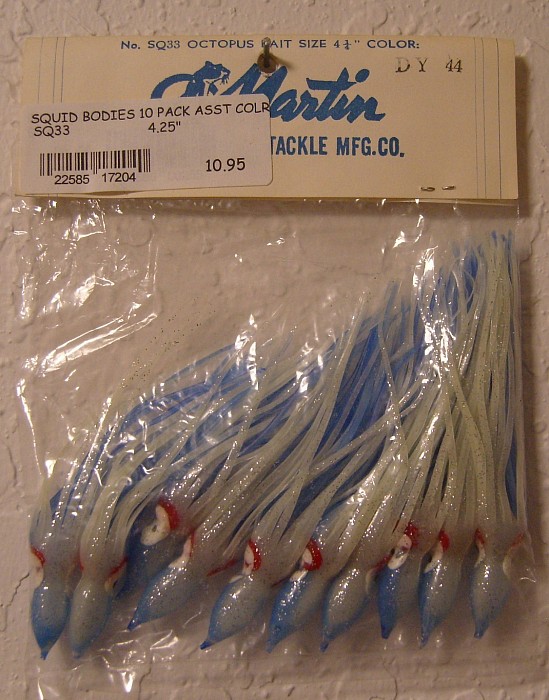 No. SQ33 OCTOPUS BAIT SIZE 4¾" COLOR:
DY 44
Martin
TACKLE MFG.CO.
SQUID BODIES 10 PACK ASST COLR
SQ33 4.25"
10.95
22585 17204